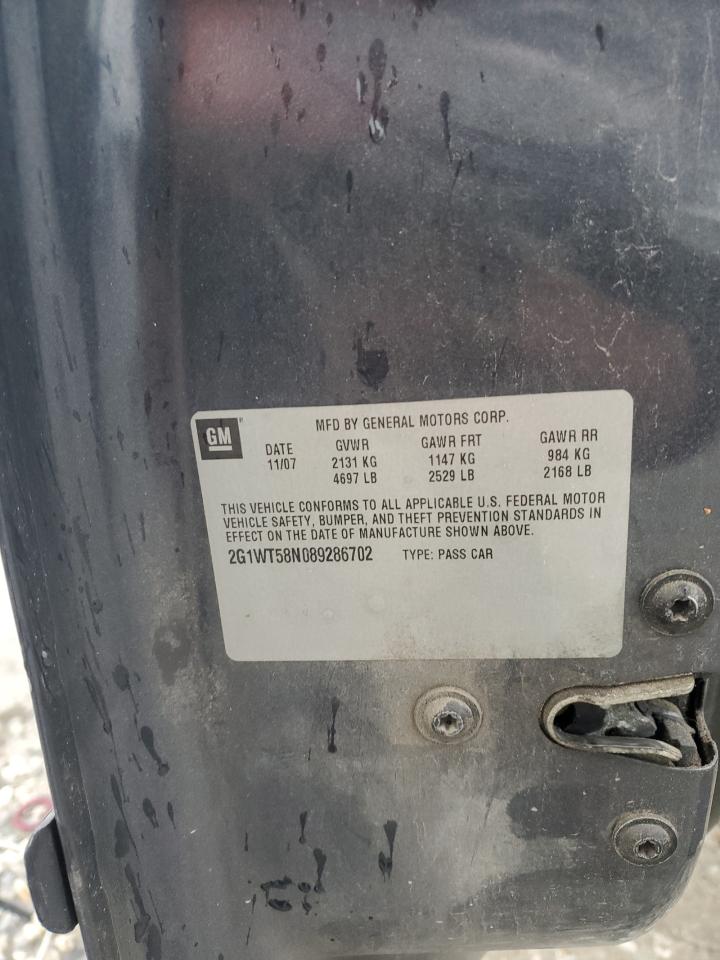 GM
MFD BY GENERAL MOTORS CORP.
DATE GVWR GAWR FRT GAWR RR
11/07 2131 KG 1147 KG 984 KG
4697 LB 2529 LB 2168 LB
THIS VEHICLE CONFORMS TO ALL APPLICABLE U.S. FEDERAL MOTOR
VEHICLE SAFETY, BUMPER, AND THEFT PREVENTION STANDARDS IN
EFFECT ON THE DATE OF MANUFACTURE SHOWN ABOVE.
2G1WT58N089286702 TYPE: PASS CAR